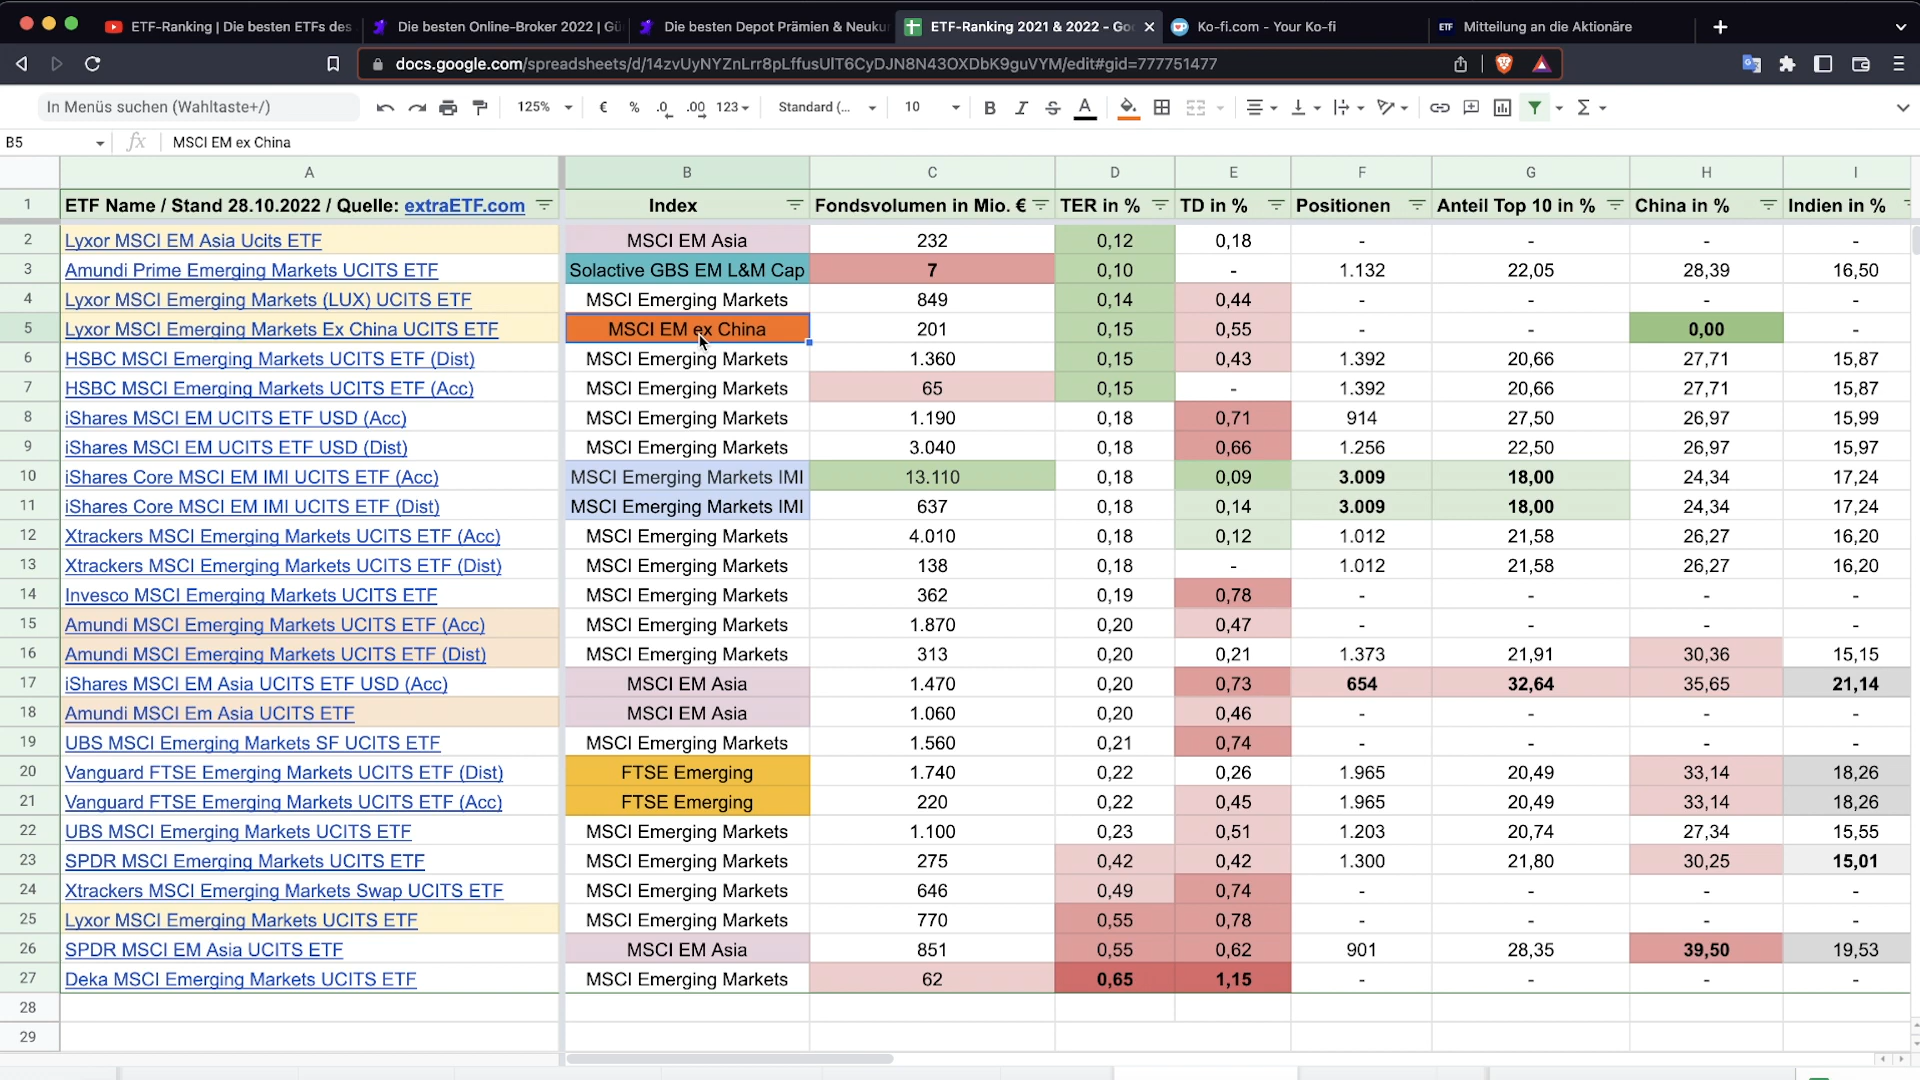 ETF-Ranking | Die besten ETFs des
Die besten Online-Broker 2022 | Gü
Die besten Depot Prämien & Neuku
ETF-Ranking 2021 & 2022 - Go
Ko-fi.com - Your Ko-fi
ETF Mitteilung an die Aktionäre
docs.google.com/spreadsheets/d/14zvUyNYZnLrr8pLffusUIT6CyDJN8N43OXDbK9guVYM/edit#gid=777751477
In Menüs suchen (Wahltaste+/) 125% € % .0 .00 123 Standard (... 10 B I S A
B5 fx MSCI EM ex China
A B C D E F G H I
1 ETF Name / Stand 28.10.2022 / Quelle: extraETF.com Index Fondsvolumen in Mio. € TER in % TD in % Positionen Anteil Top 10 in % China in % Indien in %
2 Lyxor MSCI EM Asia Ucits ETF MSCI EM Asia 232 0,12 0,18 - - - -
3 Amundi Prime Emerging Markets UCITS ETF Solactive GBS EM L&M Cap 7 0,10 - 1.132 22,05 28,39 16,50
4 Lyxor MSCI Emerging Markets (LUX) UCITS ETF MSCI Emerging Markets 849 0,14 0,44 - - - -
5 Lyxor MSCI Emerging Markets Ex China UCITS ETF MSCI EM ex China 201 0,15 0,55 - - 0,00 -
6 HSBC MSCI Emerging Markets UCITS ETF (Dist) MSCI Emerging Markets 1.360 0,15 0,43 1.392 20,66 27,71 15,87
7 HSBC MSCI Emerging Markets UCITS ETF (Acc) MSCI Emerging Markets 65 0,15 - 1.392 20,66 27,71 15,87
8 iShares MSCI EM UCITS ETF USD (Acc) MSCI Emerging Markets 1.190 0,18 0,71 914 27,50 26,97 15,99
9 iShares MSCI EM UCITS ETF USD (Dist) MSCI Emerging Markets 3.040 0,18 0,66 1.256 22,50 26,97 15,97
10 iShares Core MSCI EM IMI UCITS ETF (Acc) MSCI Emerging Markets IMI 13.110 0,18 0,09 3.009 18,00 24,34 17,24
11 iShares Core MSCI EM IMI UCITS ETF (Dist) MSCI Emerging Markets IMI 637 0,18 0,14 3.009 18,00 24,34 17,24
12 Xtrackers MSCI Emerging Markets UCITS ETF (Acc) MSCI Emerging Markets 4.010 0,18 0,12 1.012 21,58 26,27 16,20
13 Xtrackers MSCI Emerging Markets UCITS ETF (Dist) MSCI Emerging Markets 138 0,18 - 1.012 21,58 26,27 16,20
14 Invesco MSCI Emerging Markets UCITS ETF MSCI Emerging Markets 362 0,19 0,78 - - - -
15 Amundi MSCI Emerging Markets UCITS ETF (Acc) MSCI Emerging Markets 1.870 0,20 0,47 - - - -
16 Amundi MSCI Emerging Markets UCITS ETF (Dist) MSCI Emerging Markets 313 0,20 0,21 1.373 21,91 30,36 15,15
17 iShares MSCI EM Asia UCITS ETF USD (Acc) MSCI EM Asia 1.470 0,20 0,73 654 32,64 35,65 21,14
18 Amundi MSCI Em Asia UCITS ETF MSCI EM Asia 1.060 0,20 0,46 - - - -
19 UBS MSCI Emerging Markets SF UCITS ETF MSCI Emerging Markets 1.560 0,21 0,74 - - - -
20 Vanguard FTSE Emerging Markets UCITS ETF (Dist) FTSE Emerging 1.740 0,22 0,26 1.965 20,49 33,14 18,26
21 Vanguard FTSE Emerging Markets UCITS ETF (Acc) FTSE Emerging 220 0,22 0,45 1.965 20,49 33,14 18,26
22 UBS MSCI Emerging Markets UCITS ETF MSCI Emerging Markets 1.100 0,23 0,51 1.203 20,74 27,34 15,55
23 SPDR MSCI Emerging Markets UCITS ETF MSCI Emerging Markets 275 0,42 0,42 1.300 21,80 30,25 15,01
24 Xtrackers MSCI Emerging Markets Swap UCITS ETF MSCI Emerging Markets 646 0,49 0,74 - - - -
25 Lyxor MSCI Emerging Markets UCITS ETF MSCI Emerging Markets 770 0,55 0,78 - - - -
26 SPDR MSCI EM Asia UCITS ETF MSCI EM Asia 851 0,55 0,62 901 28,35 39,50 19,53
27 Deka MSCI Emerging Markets UCITS ETF MSCI Emerging Markets 62 0,65 1,15 - - - -
28
29